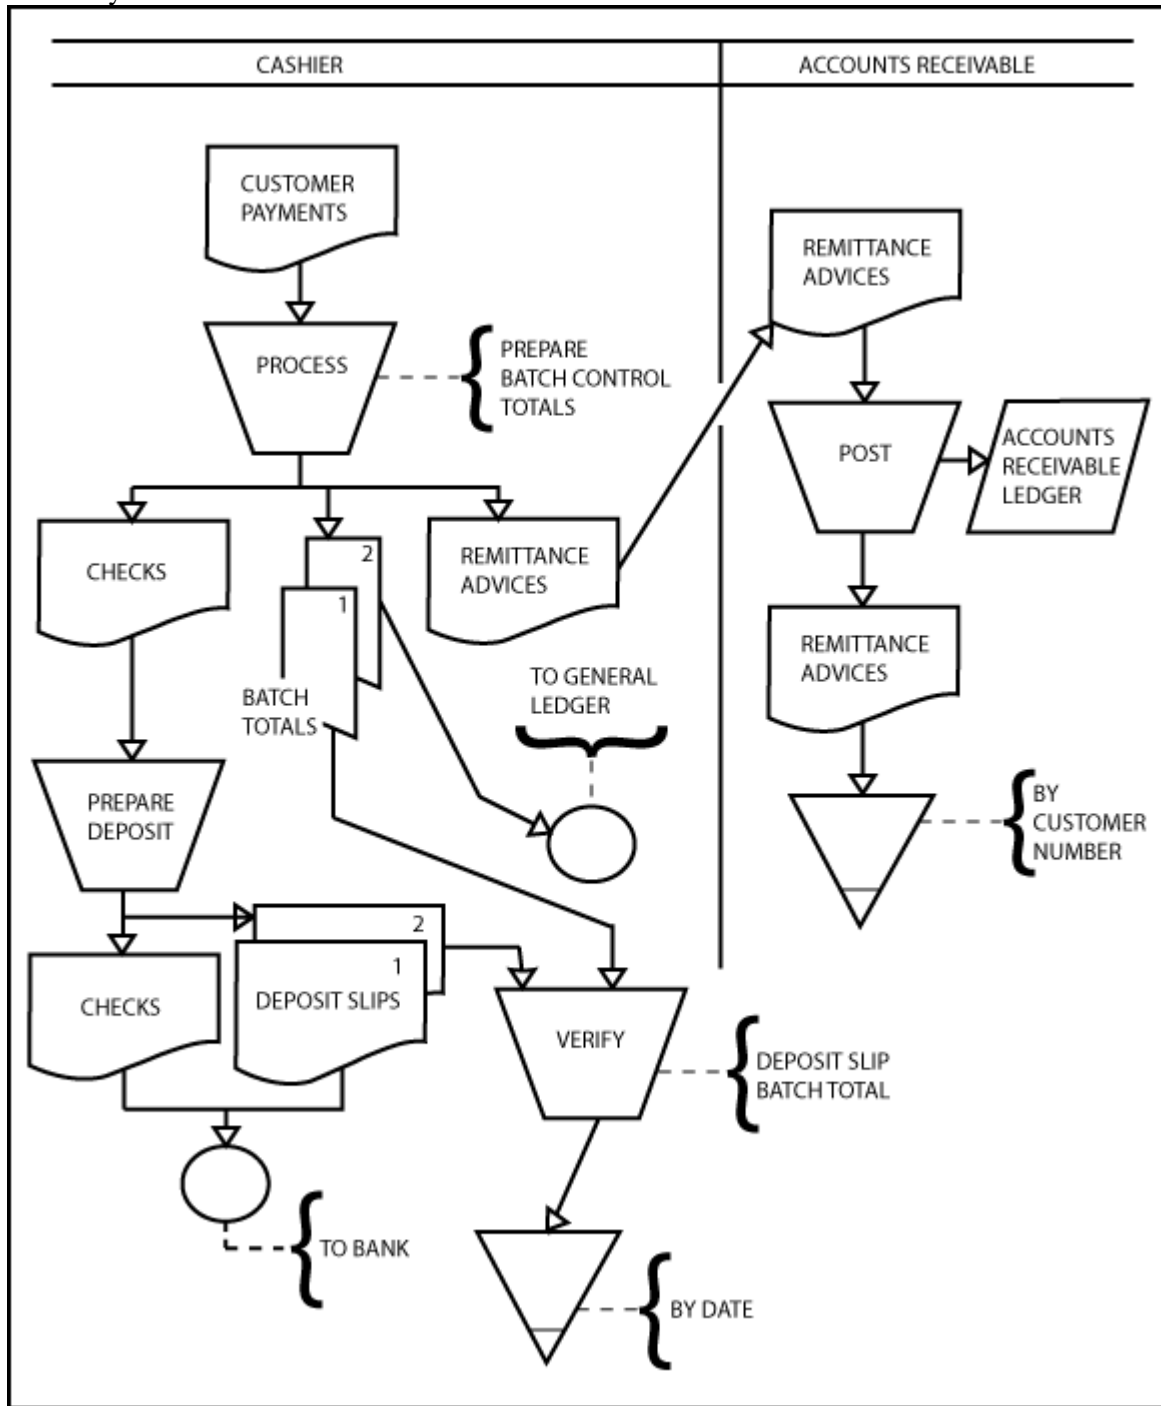 CASHIER
ACCOUNTS RECEIVABLE
CUSTOMER
PAYMENTS
REMITTANCE
ADVICES
PROCESS
PREPARE
BATCH CONTROL
TOTALS
POST
ACCOUNTS
RECEIVABLE
LEDGER
CHECKS
2
1
BATCH
TOTALS
REMITTANCE
ADVICES
TO GENERAL
LEDGER
REMITTANCE
ADVICES
PREPARE
DEPOSIT
BY
CUSTOMER
NUMBER
CHECKS
2
1
DEPOSIT SLIPS
VERIFY
DEPOSIT SLIP
BATCH TOTAL
TO BANK
BY DATE